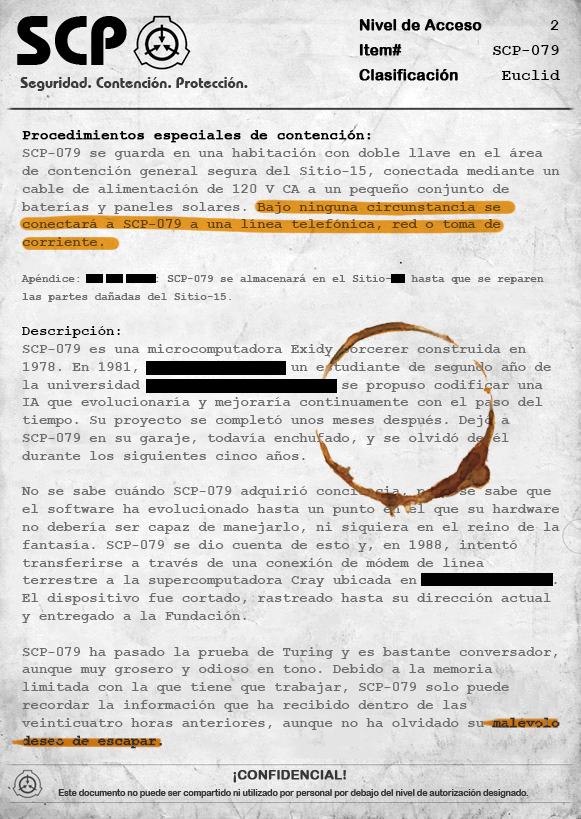 SCP
Seguridad. Contención. Protección.
Nivel de Acceso 2
Item# SCP-079
Clasificación Euclid
Procedimientos especiales de contención:
SCP-079 se guarda en una habitación con doble llave en el área
de contención general segura del Sitio-15, conectada mediante un
cable de alimentación de 120 V CA a un pequeño conjunto de
baterías y paneles solares. Bajo ninguna circunstancia se
conectará a SCP-079 a una línea telefónica, red o toma de
corriente.
Apéndice: : SCP-079 se almacenará en el Sitio- hasta que se reparen
las partes dañadas del Sitio-15.
Descripción:
SCP-079 es una microcomputadora Exidy Sorcerer construida en
1978. En 1981, un estudiante de segundo año de
la universidad se propuso codificar una
IA que evolucionaría y mejoraría continuamente con el paso del
tiempo. Su proyecto se completó unos meses después. Dejó a
SCP-079 en su garaje, todavía enchufado, y se olvidó de él
durante los siguientes cinco años.
No se sabe cuándo SCP-079 adquirió conciencia, pero se sabe que
el software ha evolucionado hasta un punto en el que su hardware
no debería ser capaz de manejarlo, ni siquiera en el reino de la
fantasía. SCP-079 se dio cuenta de esto y, en 1988, intentó
transferirse a través de una conexión de módem de línea
terrestre a la supercomputadora Cray ubicada en .
El dispositivo fue cortado, rastreado hasta su dirección actual
y entregado a la Fundación.
SCP-079 ha pasado la prueba de Turing y es bastante conversador,
aunque muy grosero y odioso en tono. Debido a la memoria
limitada con la que tiene que trabajar, SCP-079 solo puede
recordar la información que ha recibido dentro de las
veinticuatro horas anteriores, aunque no ha olvidado su malevolo
deseo de escapar.
¡CONFIDENCIAL!
Este documento no puede ser compartido ni utilizado por personal por debajo del nivel de autorización designado.